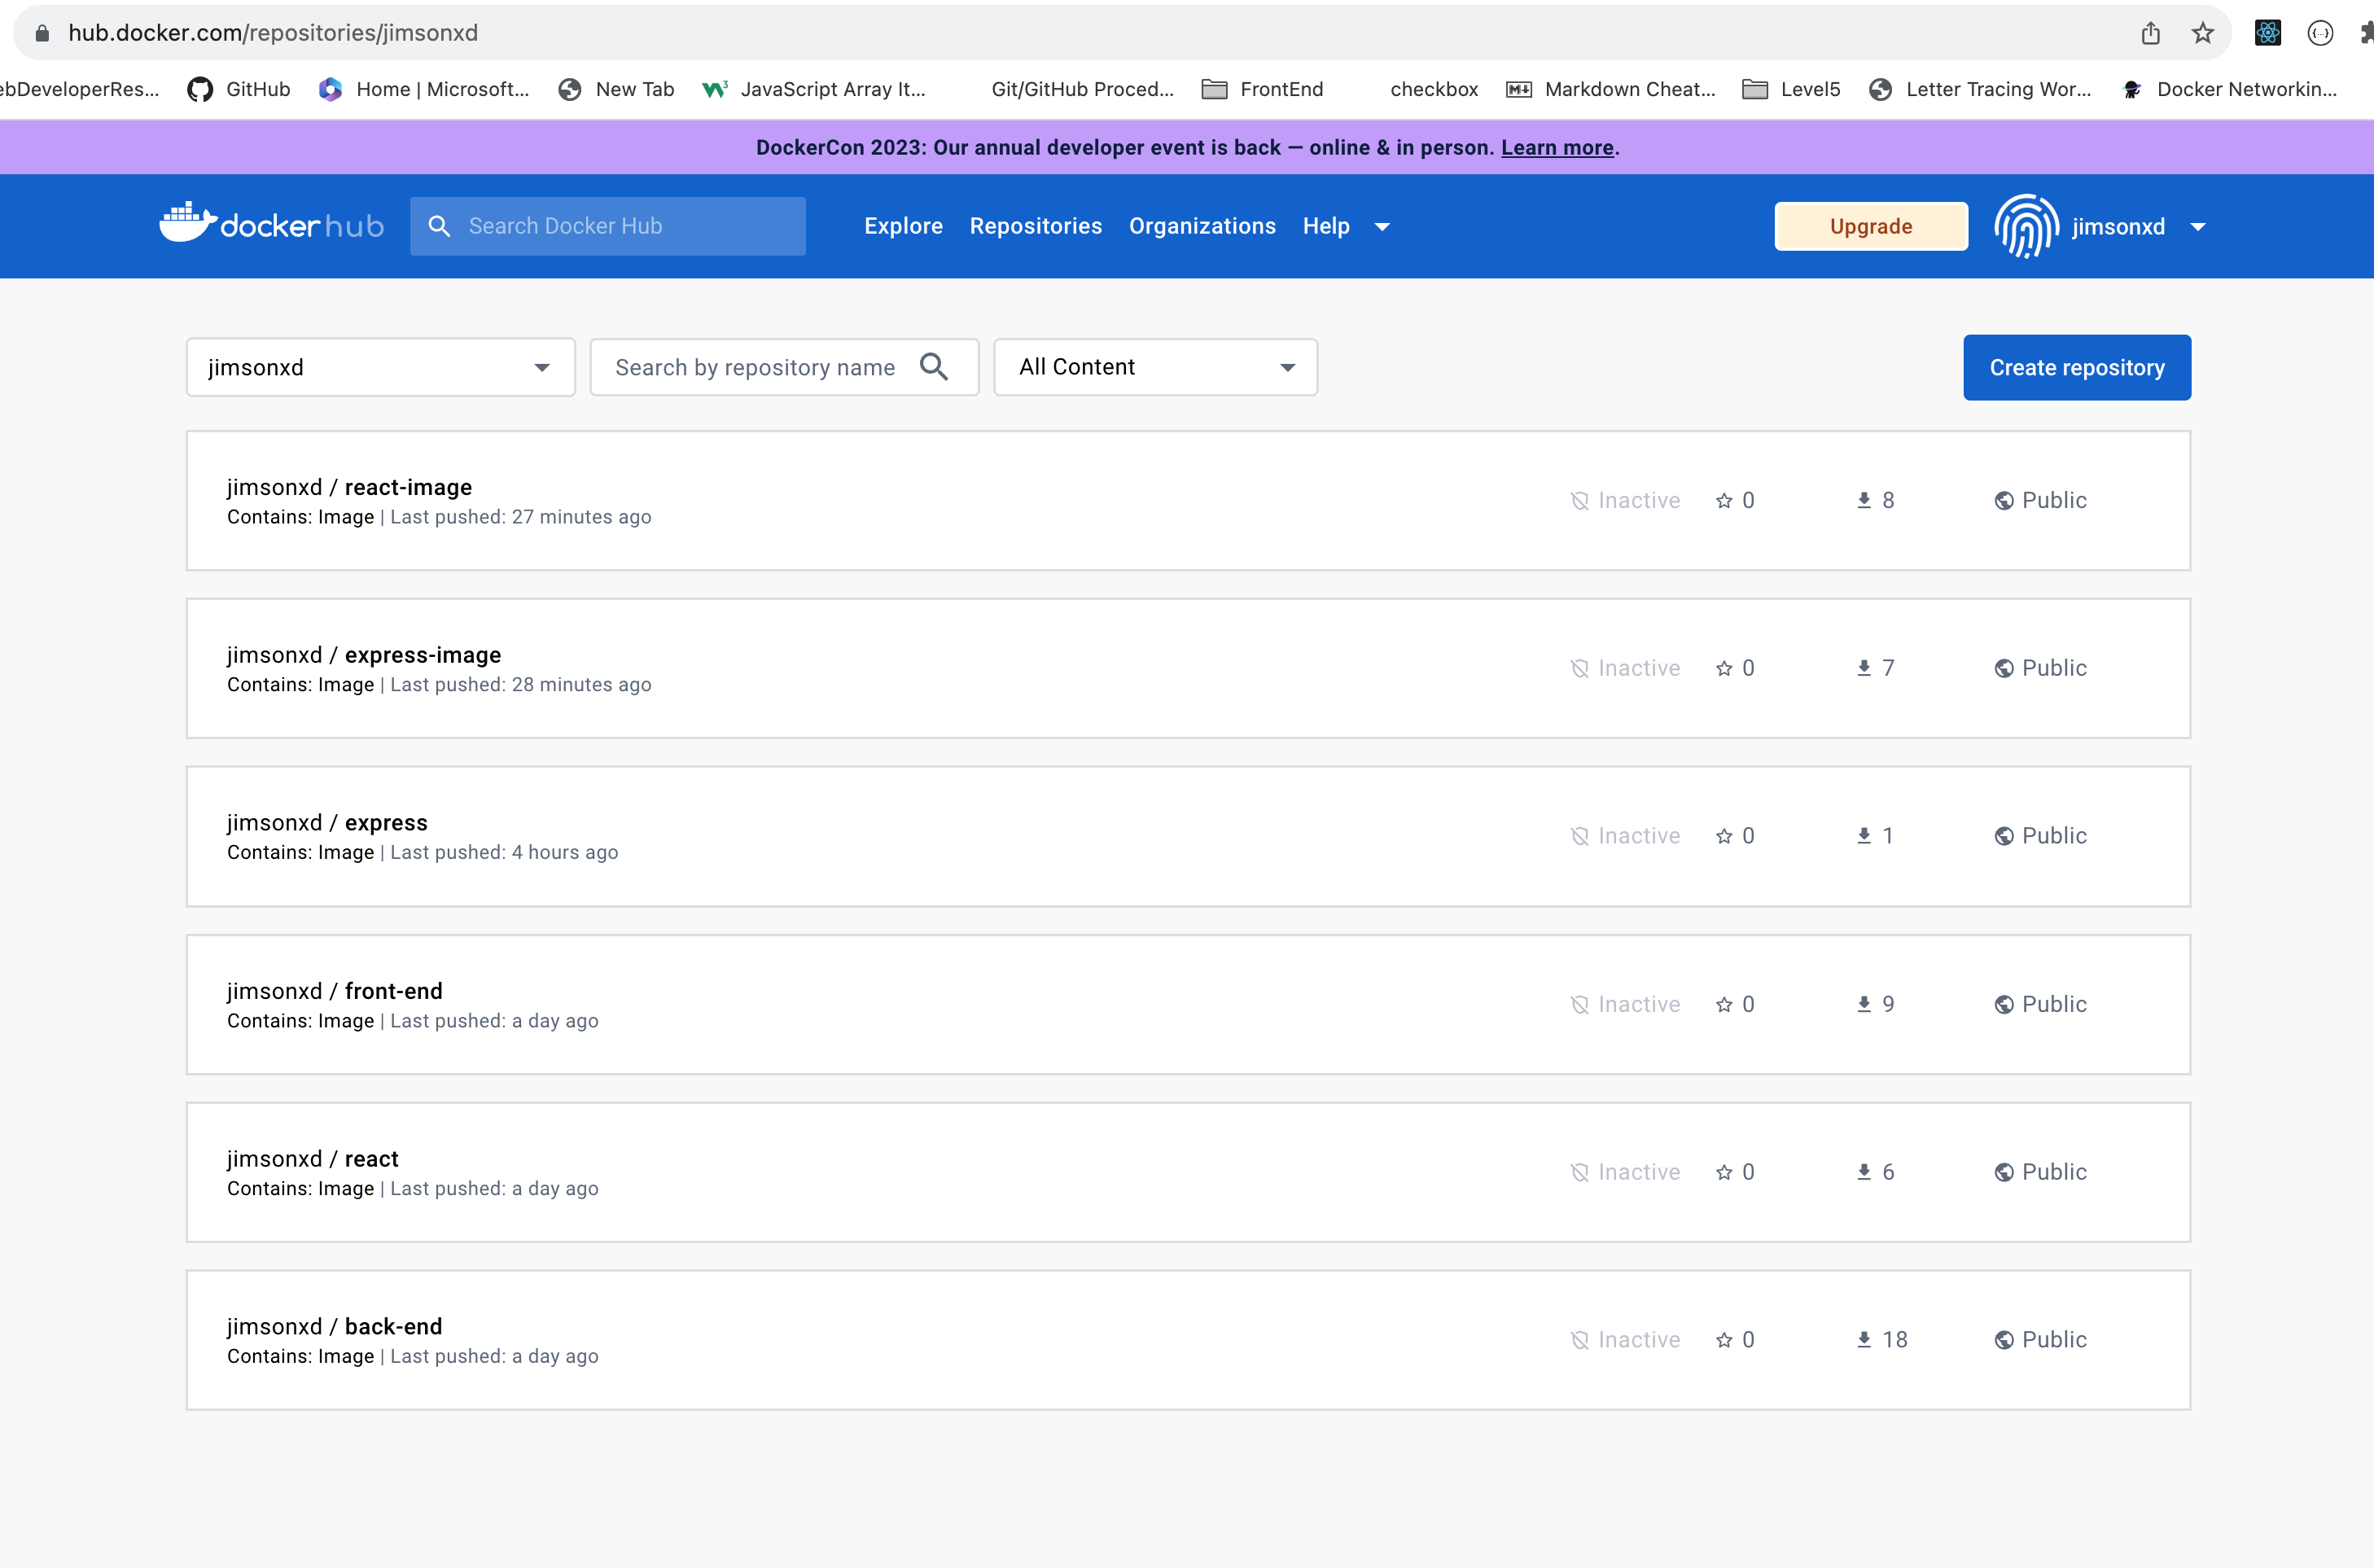 hub.docker.com/repositories/jimsonxd
ebDeveloperRes... GitHub Home | Microsoft... New Tab W3 JavaScript Array It... Git/GitHub Proced... FrontEnd checkbox M Markdown Cheat... Level5 Letter Tracing Wor... Docker Networkin...
DockerCon 2023: Our annual developer event is back — online & in person. Learn more.
dockerhub Search Docker Hub Explore Repositories Organizations Help Upgrade jimsonxd
jimsonxd Search by repository name All Content Create repository
jimsonxd / react-image
Contains: Image | Last pushed: 27 minutes ago
Inactive 0 8 Public
jimsonxd / express-image
Contains: Image | Last pushed: 28 minutes ago
Inactive 0 7 Public
jimsonxd / express
Contains: Image | Last pushed: 4 hours ago
Inactive 0 1 Public
jimsonxd / front-end
Contains: Image | Last pushed: a day ago
Inactive 0 9 Public
jimsonxd / react
Contains: Image | Last pushed: a day ago
Inactive 0 6 Public
jimsonxd / back-end
Contains: Image | Last pushed: a day ago
Inactive 0 18 Public